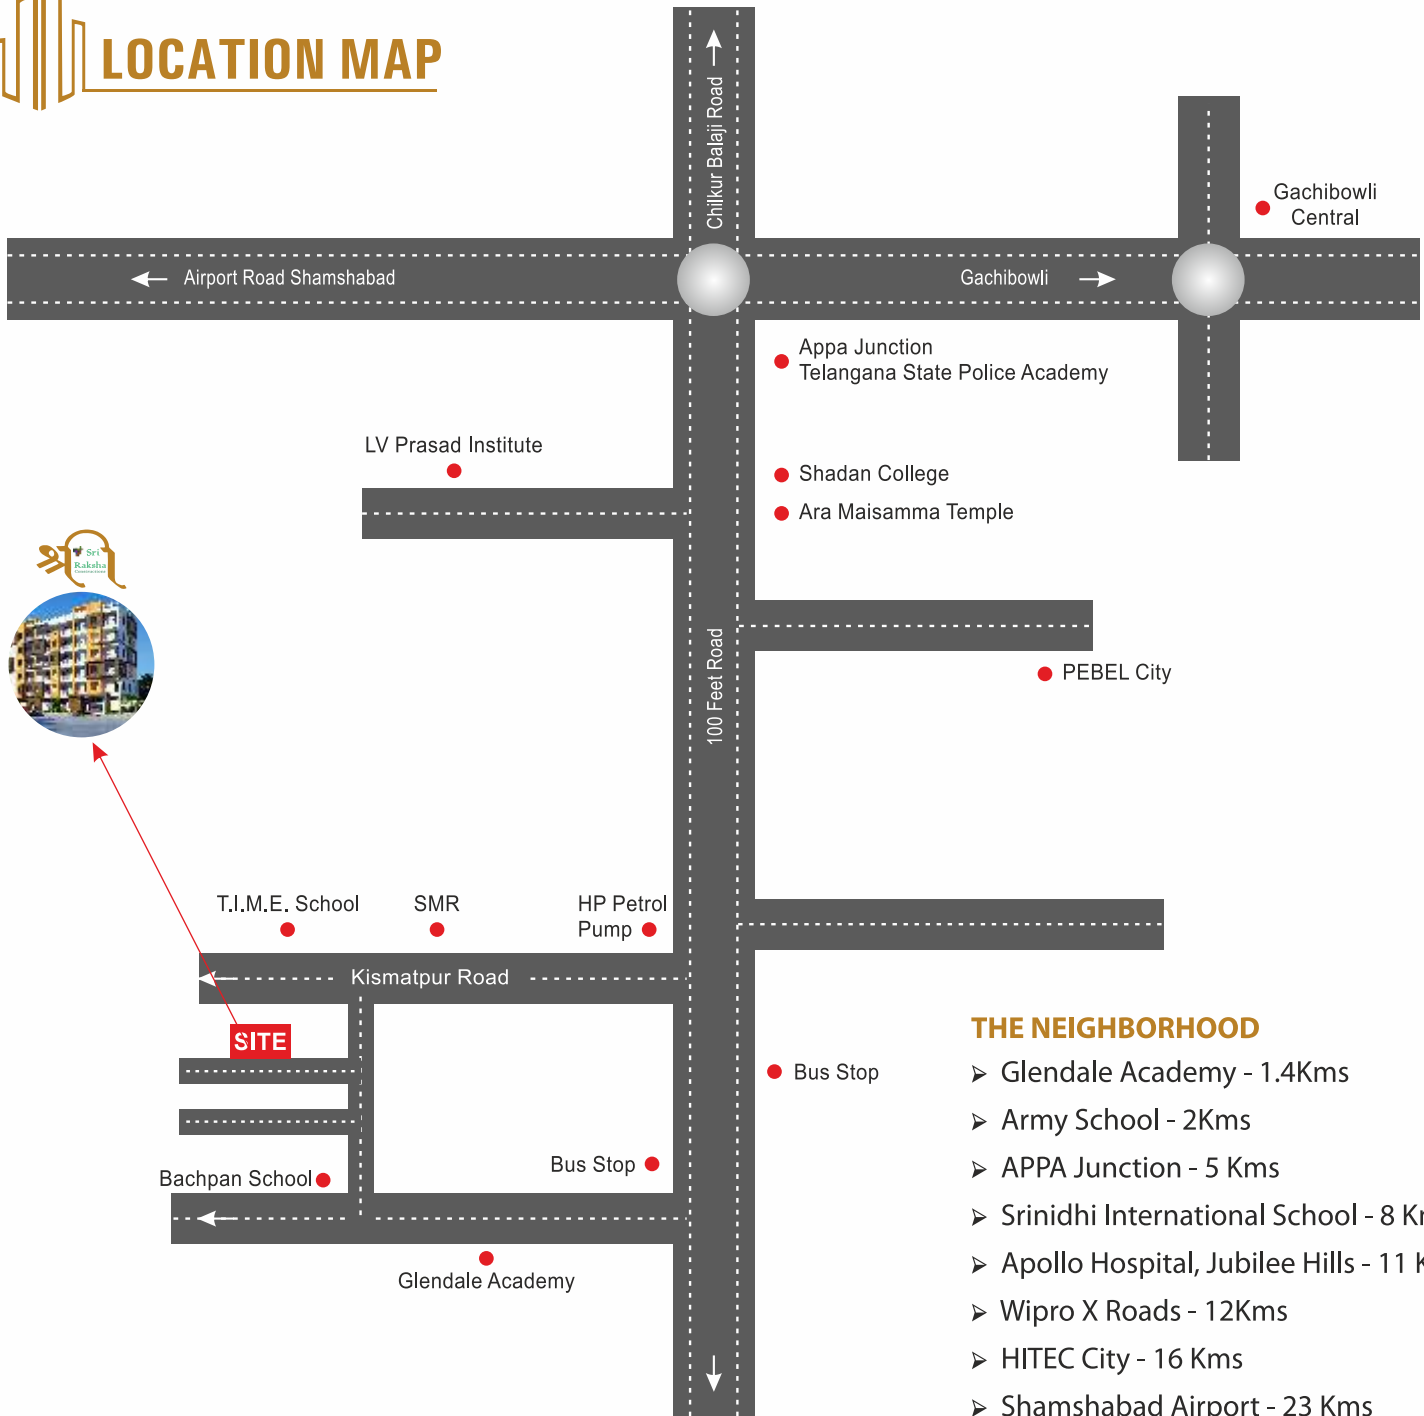 LOCATION MAP
Chilkur Balaji Road
Gachibowli
Central
Airport Road Shamshabad
Gachibowli
Appa Junction
Telangana State Police Academy
LV Prasad Institute
Shadan College
Ara Maisamma Temple
Sri
Raksha
100 Feet Road
PEBEL City
T.I.M.E. School
SMR
HP Petrol
Pump
Kismatpur Road
SITE
Bus Stop
Bus Stop
Bachpan School
Glendale Academy
THE NEIGHBORHOOD
➢ Glendale Academy - 1.4Kms
➢ Army School - 2Kms
➢ APPA Junction - 5 Kms
➢ Srinidhi International School - 8 K
➢ Apollo Hospital, Jubilee Hills - 11 K
➢ Wipro X Roads - 12Kms
➢ HITEC City - 16 Kms
➢ Shamshabad Airport - 23 Kms